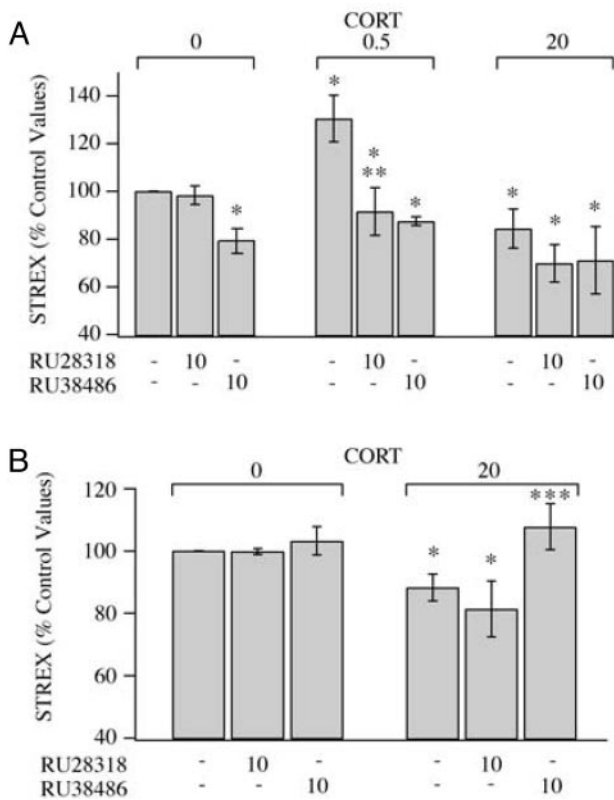 A
CORT
0 0.5 20
STREX (% Control Values)
140
120
100
80
60
40
* * * ** * * * *
RU28318 - 10 - - 10 - - 10 -
RU38486 - - 10 - - 10 - - 10
B
CORT
0 20
STREX (% Control Values)
120
100
80
60
40
* * ***
RU28318 - 10 - - 10 -
RU38486 - - 10 - - 10